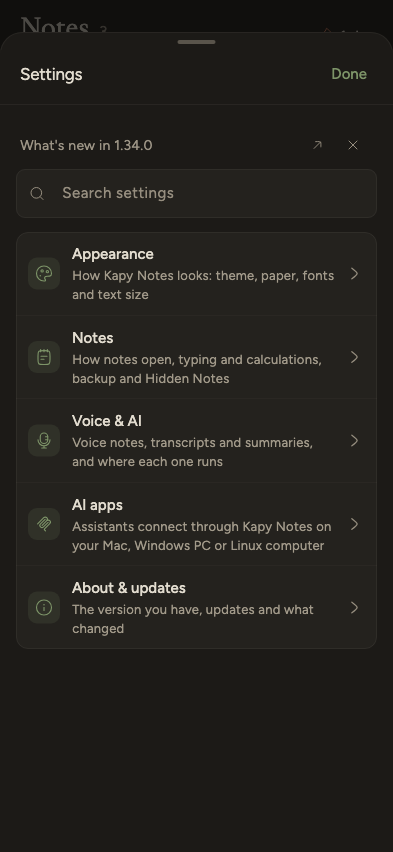 Notes
Settings
Done
What's new in 1.34.0
Search settings
Appearance
How Kapy Notes looks: theme, paper, fonts
and text size
Notes
How notes open, typing and calculations,
backup and Hidden Notes
Voice & AI
Voice notes, transcripts and summaries,
and where each one runs
AI apps
Assistants connect through Kapy Notes on
your Mac, Windows PC or Linux computer
About & updates
The version you have, updates and what
changed